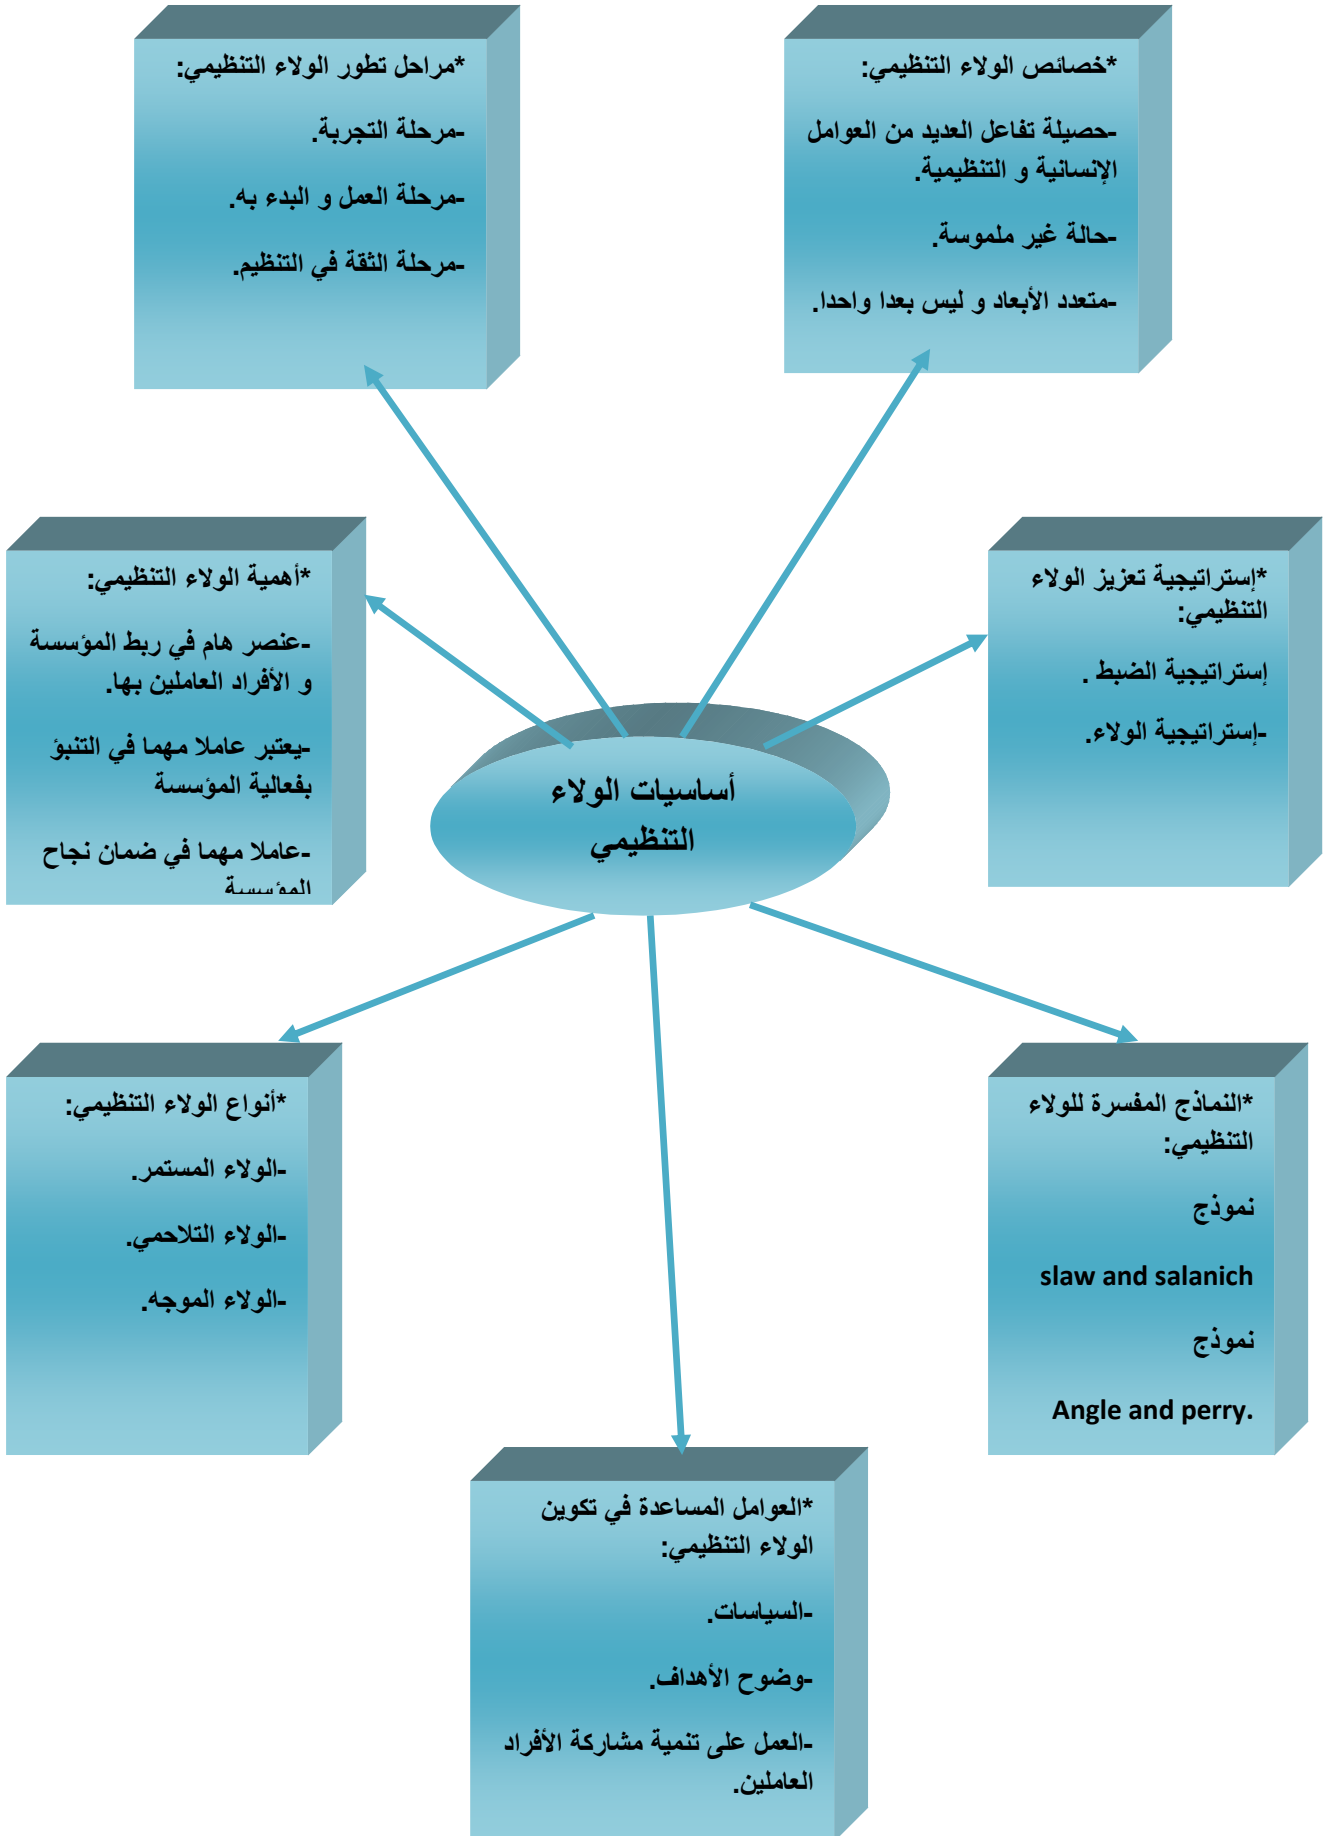 *خصائص الولاء التنظيمي:
-حصيلة تفاعل العديد من العوامل
الإنسانية و التنظيمية.
-حالة غير ملموسة.
-متعدد الأبعاد و ليس بعدا واحدا.
*مراحل تطور الولاء التنظيمي:
-مرحلة التجربة.
-مرحلة العمل و البدء به.
-مرحلة الثقة في التنظيم.
*إستراتيجية تعزيز الولاء
التنظيمي:
إستراتيجية الضبط .
-إستراتيجية الولاء.
*أهمية الولاء التنظيمي:
-عنصر هام في ربط المؤسسة
و الأفراد العاملين بها.
-يعتبر عاملا مهما في التنبؤ
بفعالية المؤسسة
-عاملا مهما في ضمان نجاح
المؤسسة
أساسيات الولاء
التنظيمي
*النماذج المفسرة للولاء
التنظيمي:
نموذج
slaw and salanich
نموذج
Angle and perry.
*أنواع الولاء التنظيمي:
-الولاء المستمر.
-الولاء التلاحمي.
-الولاء الموجه.
*العوامل المساعدة في تكوين
الولاء التنظيمي:
-السياسات.
-وضوح الأهداف.
-العمل على تنمية مشاركة الأفراد
العاملين.